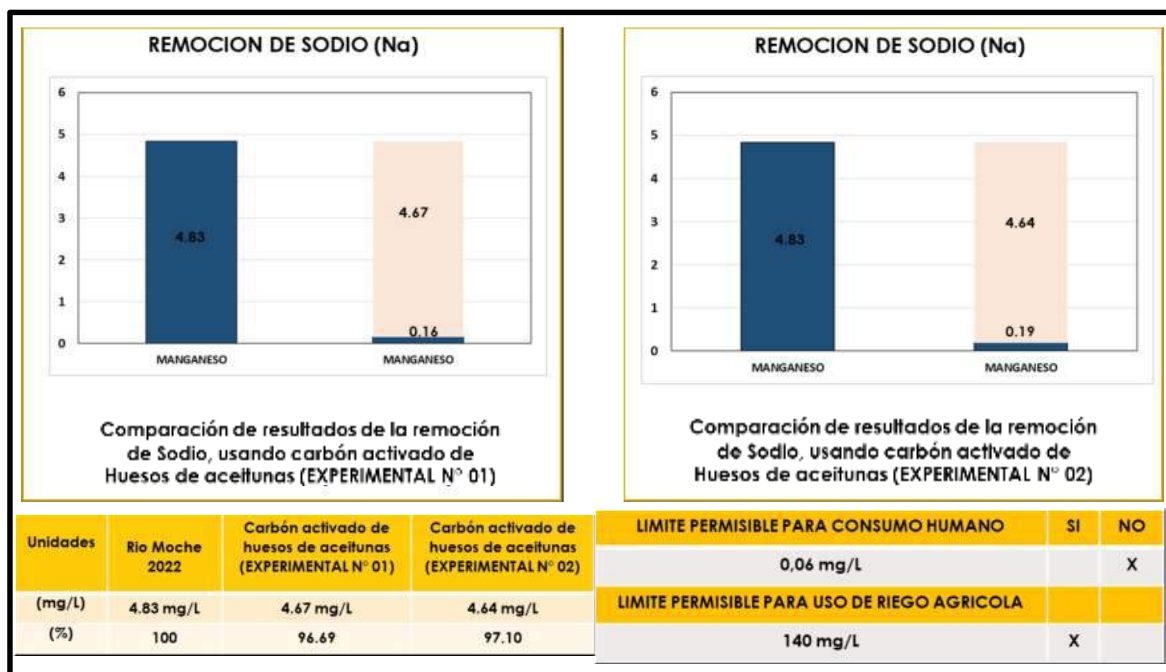 REMOCION DE SODIO (Na)
6
5
4
3
2
1
0
4.83
4.67
0.16
MANGANESO
MANGANESO
Comparación de resultados de la remoción
de Sodio, usando carbón activado de
Huesos de aceitunas (EXPERIMENTAL N° 01)
REMOCION DE SODIO (Na)
6
5
4
3
2
1
0
4.83
4.64
0.19
MANGANESO
MANGANESO
Comparación de resultados de la remoción
de Sodio, usando carbón activado de
Huesos de aceitunas (EXPERIMENTAL N° 02)
Unidades
Rio Moche
2022
Carbón activado de
huesos de aceitunas
(EXPERIMENTAL N° 01)
Carbón activado de
huesos de aceitunas
(EXPERIMENTAL N° 02)
(mg/L) 4.83 mg/L 4.67 mg/L 4.64 mg/L
(%) 100 96.69 97.10
LIMITE PERMISIBLE PARA CONSUMO HUMANO SI NO
0,06 mg/L X
LIMITE PERMISIBLE PARA USO DE RIEGO AGRICOLA
140 mg/L X